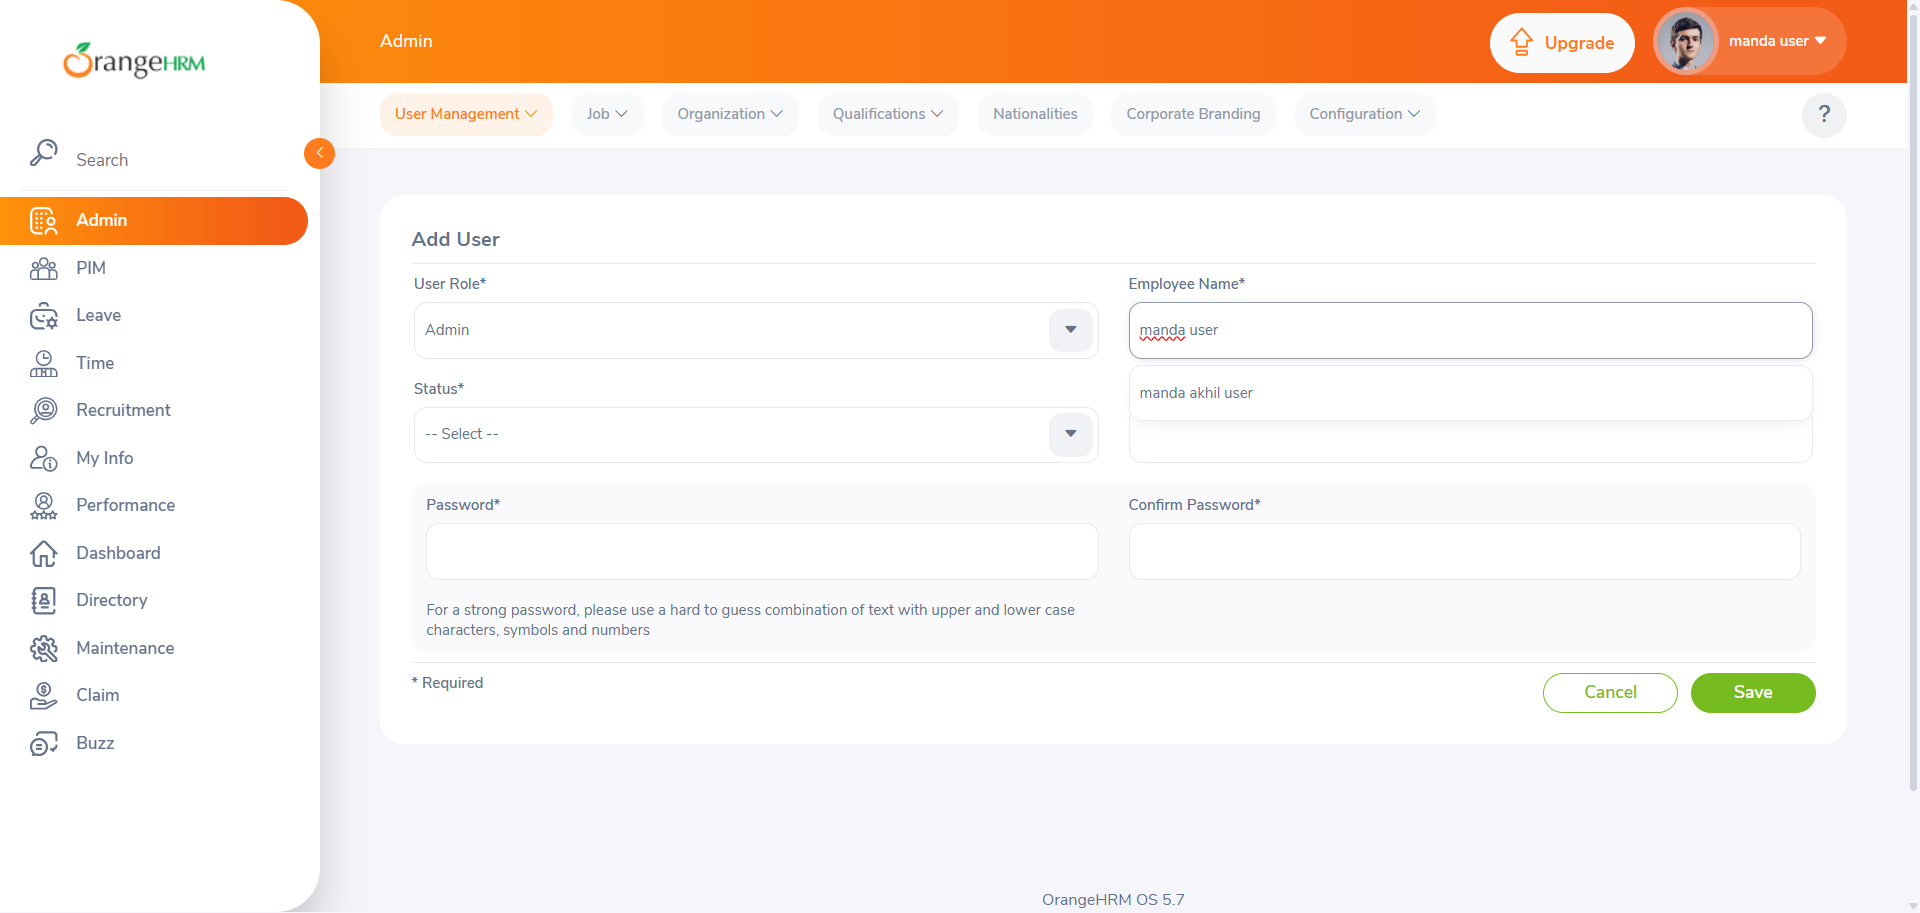 OrangeHRM
Search
Admin
PIM
Leave
Time
Recruitment
My Info
Performance
Dashboard
Directory
Maintenance
Claim
Buzz
Admin
Upgrade
manda user
User Management
Job
Organization
Qualifications
Nationalities
Corporate Branding
Configuration
?
Add User
User Role*
Admin
Employee Name*
manda user
manda akhil user
Status*
-- Select --
Password*
Confirm Password*
For a strong password, please use a hard to guess combination of text with upper and lower case
characters, symbols and numbers
* Required
Cancel
Save
OrangeHRM OS 5.7